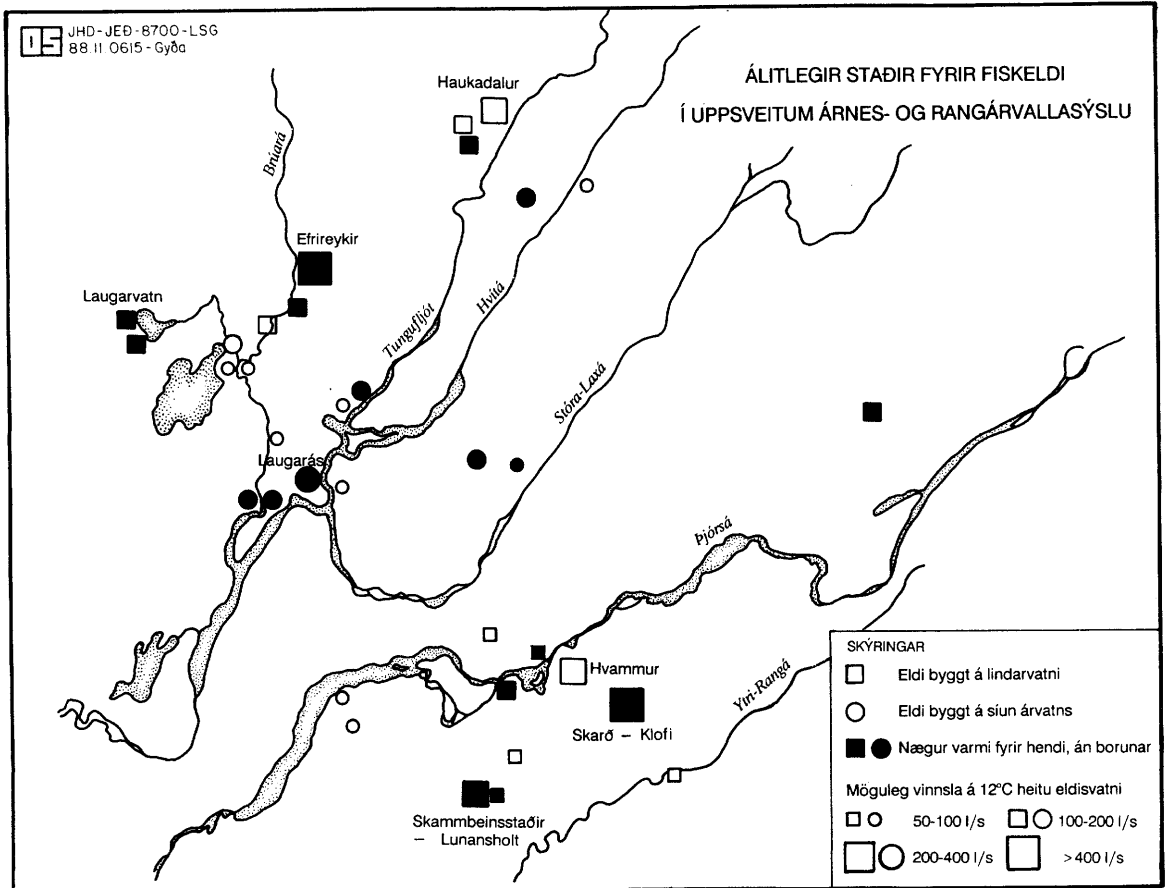 OS JHD-JEÐ-8700-LSG
88.11.0615-Gyða
ÁLITLEGIR STAÐIR FYRIR FISKELDI
Í UPPSVEITUM ÁRNES- OG RANGÁRVALLASÝSLU
Haukadalur
Brúará
Efrireykir
Laugarvatn
Tungufljót
Hvítá
Stóra-Laxá
Laugarás
Þjórsá
Hvammur
Skarð – Klofi
Ytri-Rangá
Skammbeinsstaðir
– Lunansholt
SKÝRINGAR
Eldi byggt á lindarvatni
Eldi byggt á síun árvatns
Nægur varmi fyrir hendi, án borunar
Möguleg vinnsla á 12°C heitu eldisvatni
50-100 l/s 100-200 l/s
200-400 l/s >400 l/s